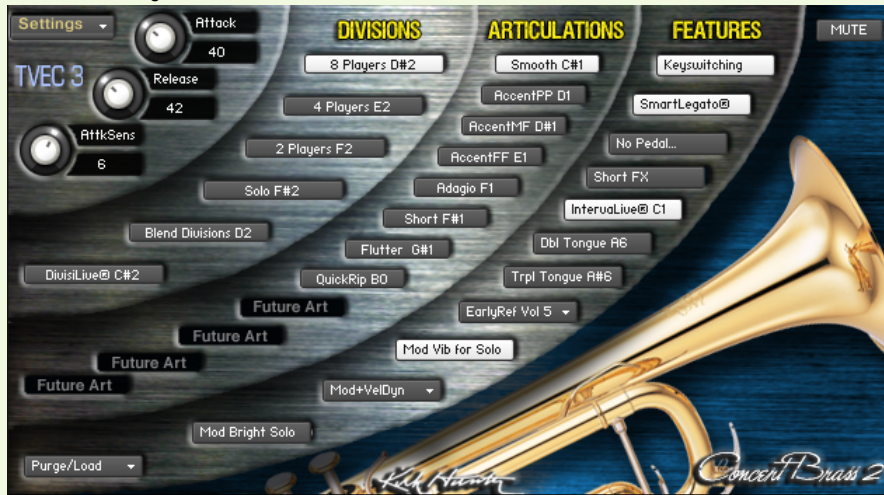 Settings
Attack
40
TVEC 3
Release
42
AttkSens
6
DIVISIONS
8 Players D#2
4 Players E2
2 Players F2
Solo F#2
Blend Divisions D2
DivisiLive® C#2
ARTICULATIONS
Smooth C#1
AccentPP D1
AccentMF D#1
AccentFF E1
Adagio F1
Short F#1
Flutter G#1
QuickRip B0
Future Art
Future Art
Future Art
Future Art
FEATURES
Keyswitching
SmartLegato®
No Pedal...
Short FX
IntervaLive® C1
Dbl Tongue A6
Trpl Tongue A#6
EarlyRef Vol 5
Mod Vib for Solo
Mod+VelDyn
Mod Bright Solo
MUTE
Purge/Load
Kirk Hunter
Concert Brass 2